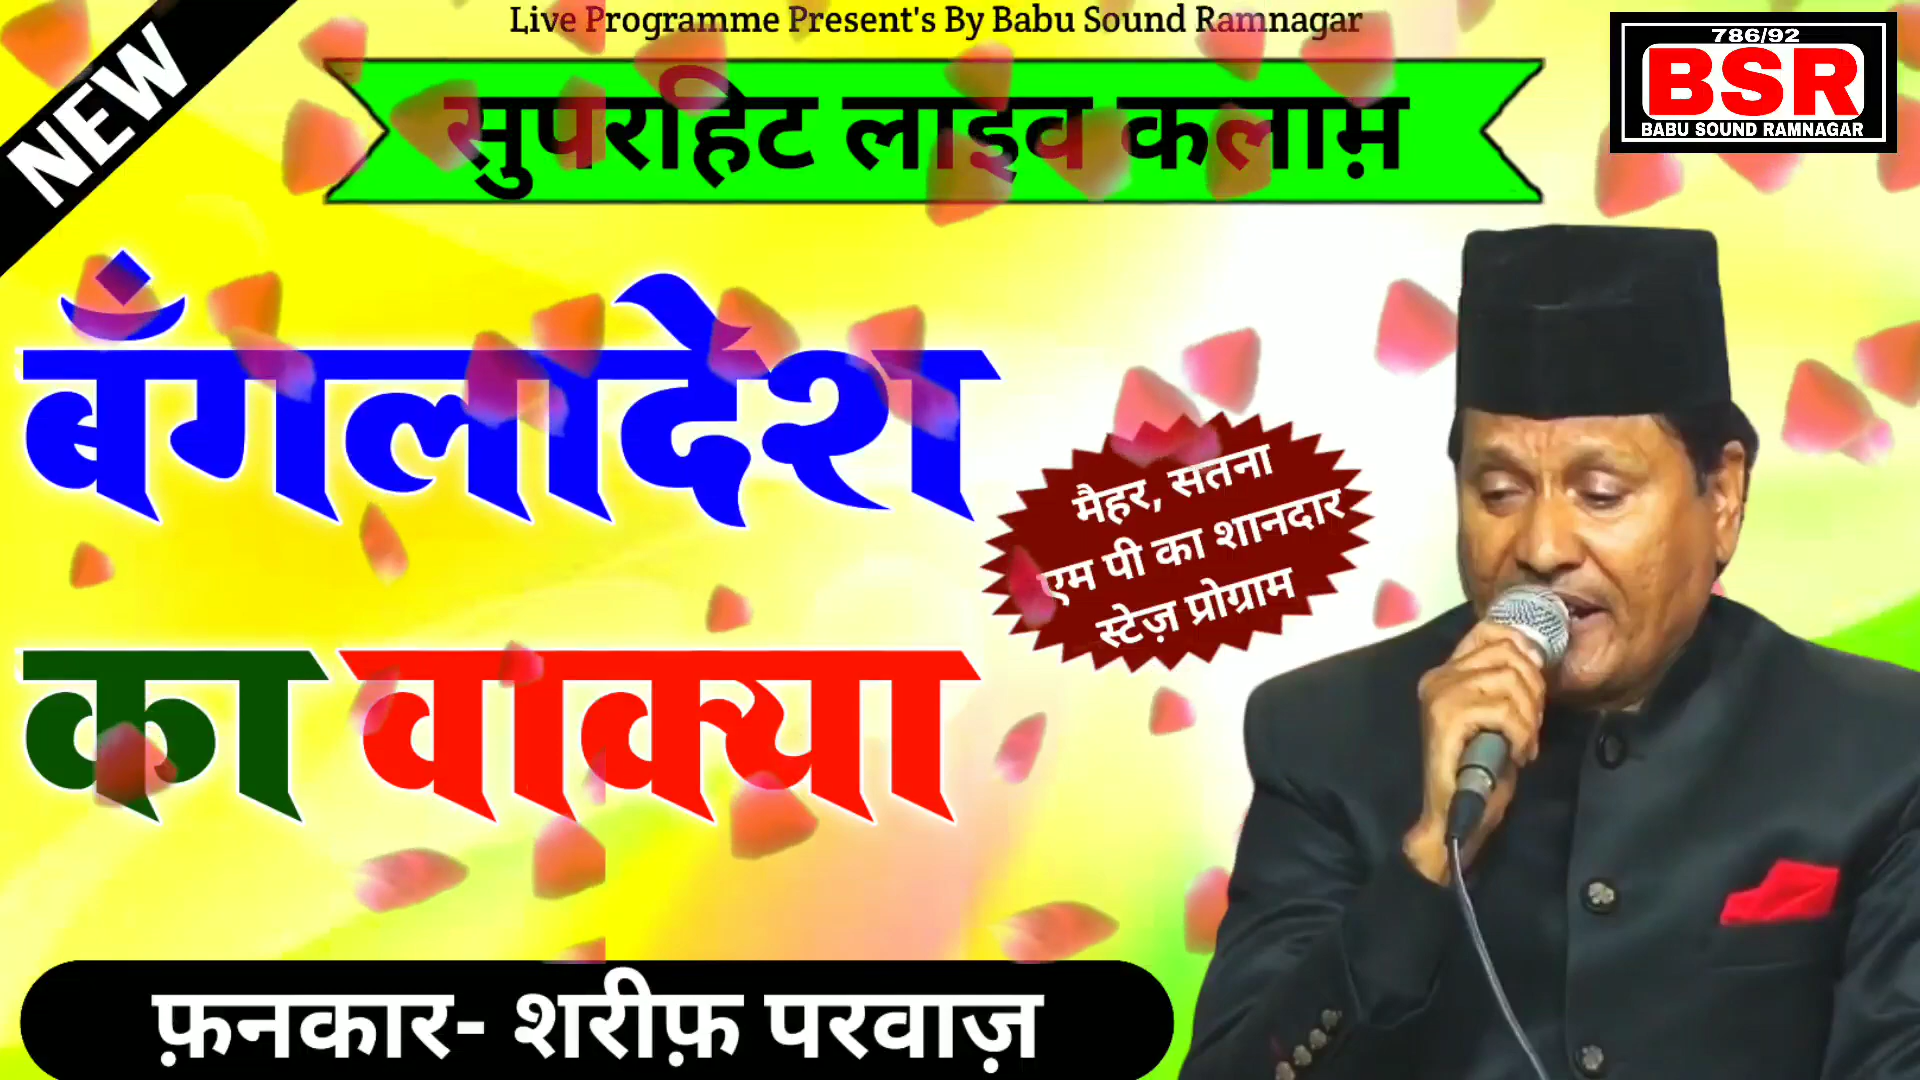 Live Programme Present's By Babu Sound Ramnagar
NEW
786/92
BSR
BABU SOUND RAMNAGAR
सुपरहिट लाइव कलाम़
बँगलादेश
का वाक्या
मैहर, सतना
एम पी का शानदार
स्टेज़ प्रोग्राम
फ़नकार- शरीफ़ परवाज़